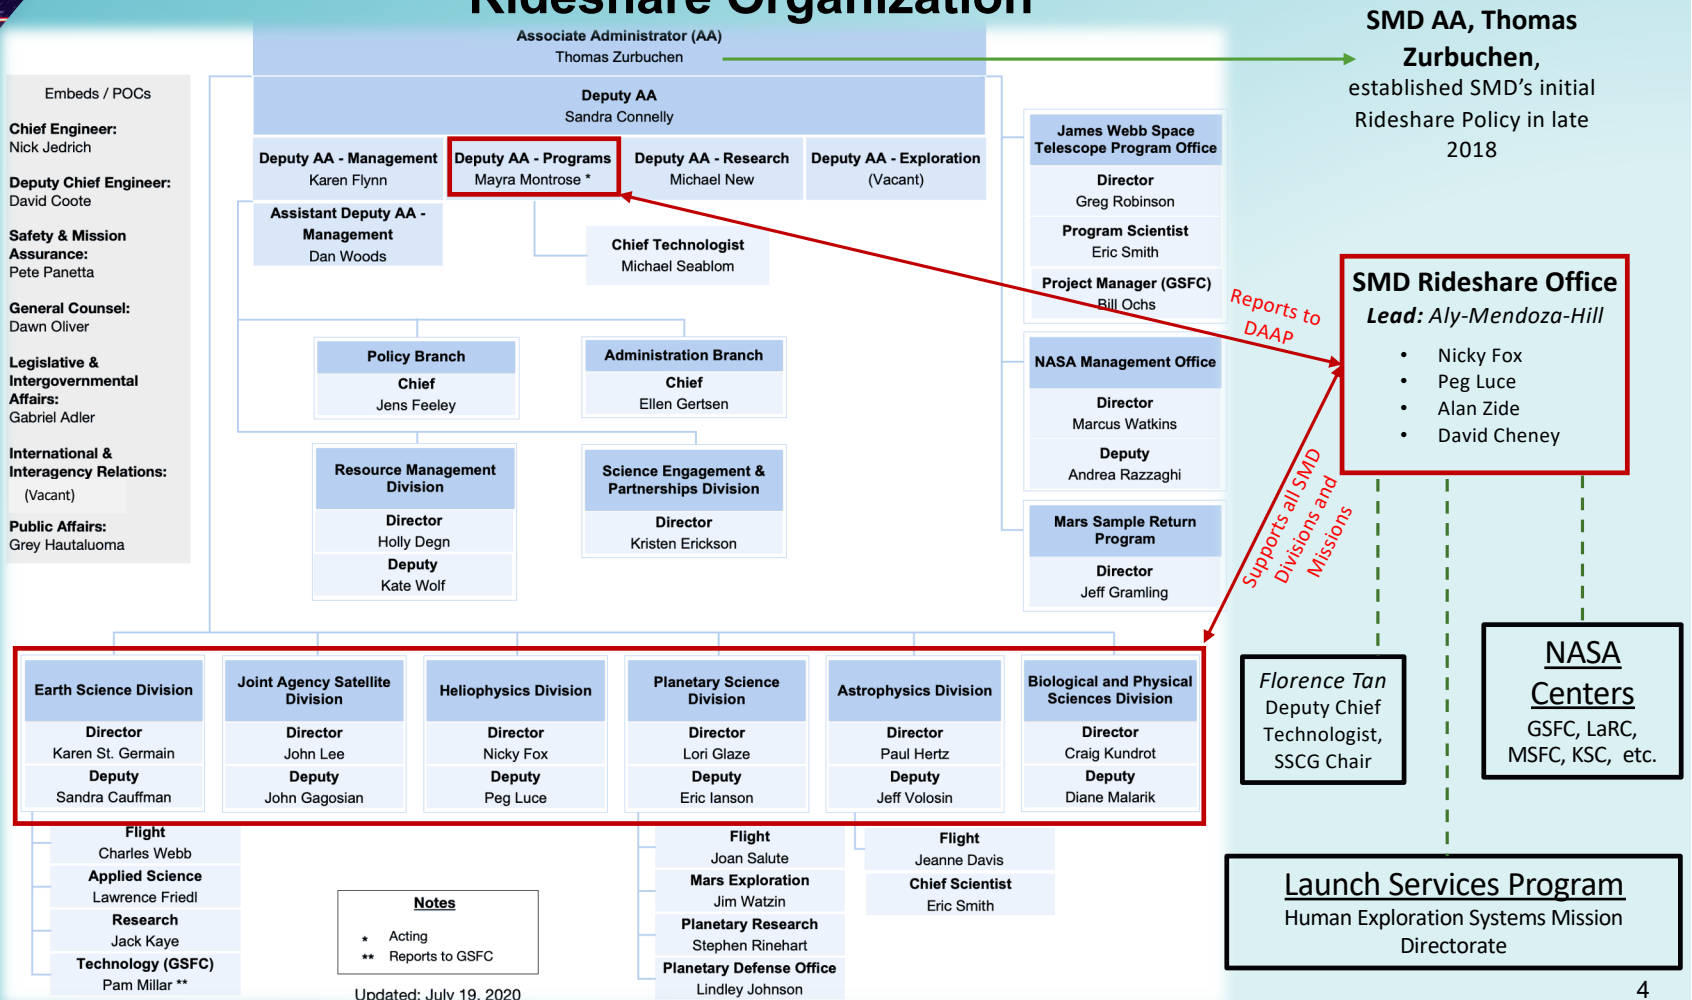 Rideshare Organization
Associate Administrator (AA)
Thomas Zurbuchen
Deputy AA
Sandra Connelly
Deputy AA - Management
Karen Flynn
Deputy AA - Programs
Mayra Montrose *
Deputy AA - Research
Michael New
Deputy AA - Exploration
(Vacant)
Assistant Deputy AA -
Management
Dan Woods
Chief Technologist
Michael Seablom
Embeds / POCs
Chief Engineer:
Nick Jedrich
Deputy Chief Engineer:
David Coote
Safety & Mission
Assurance:
Pete Panetta
General Counsel:
Dawn Oliver
Legislative &
Intergovernmental
Affairs:
Gabriel Adler
International &
Interagency Relations:
(Vacant)
Public Affairs:
Grey Hautaluoma
Policy Branch
Chief
Jens Feeley
Administration Branch
Chief
Ellen Gertsen
Resource Management
Division
Director
Holly Degn
Deputy
Kate Wolf
Science Engagement &
Partnerships Division
Director
Kristen Erickson
James Webb Space
Telescope Program Office
Director
Greg Robinson
Program Scientist
Eric Smith
Project Manager (GSFC)
Bill Ochs
NASA Management Office
Director
Marcus Watkins
Deputy
Andrea Razzaghi
Mars Sample Return
Program
Director
Jeff Gramling
SMD AA, Thomas
Zurbuchen,
established SMD's initial
Rideshare Policy in late
2018
Reports to
DAAP
SMD Rideshare Office
Lead: Aly-Mendoza-Hill
• Nicky Fox
• Peg Luce
• Alan Zide
• David Cheney
Supports all SMD
Divisions and
Missions
Earth Science Division
Director
Karen St. Germain
Deputy
Sandra Cauffman
Flight
Charles Webb
Applied Science
Lawrence Friedl
Research
Jack Kaye
Technology (GSFC)
Pam Millar **
Joint Agency Satellite
Division
Director
John Lee
Deputy
John Gagosian
Heliophysics Division
Director
Nicky Fox
Deputy
Peg Luce
Planetary Science
Division
Director
Lori Glaze
Deputy
Eric Ianson
Flight
Joan Salute
Mars Exploration
Jim Watzin
Planetary Research
Stephen Rinehart
Planetary Defense Office
Lindley Johnson
Astrophysics Division
Director
Paul Hertz
Deputy
Jeff Volosin
Flight
Jeanne Davis
Chief Scientist
Eric Smith
Biological and Physical
Sciences Division
Director
Craig Kundrot
Deputy
Diane Malarik
Florence Tan
Deputy Chief
Technologist,
SSCG Chair
NASA
Centers
GSFC, LaRC,
MSFC, KSC, etc.
Launch Services Program
Human Exploration Systems Mission
Directorate
Notes
* Acting
** Reports to GSFC
Updated: July 19, 2020
4